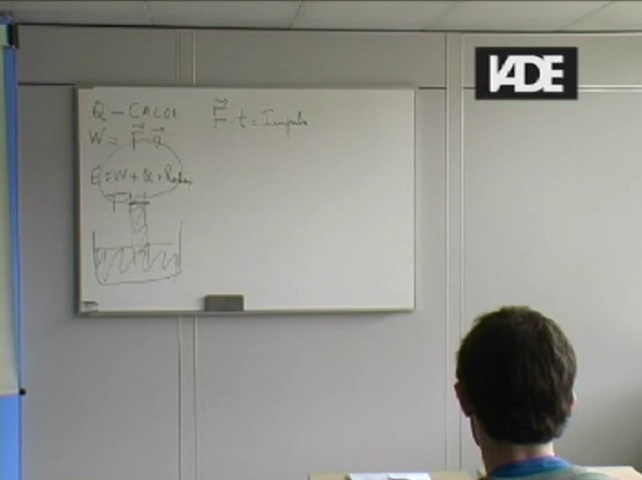 IADE
Q - CALOR
W = F
F t = Impulso
E = W + Q +
T